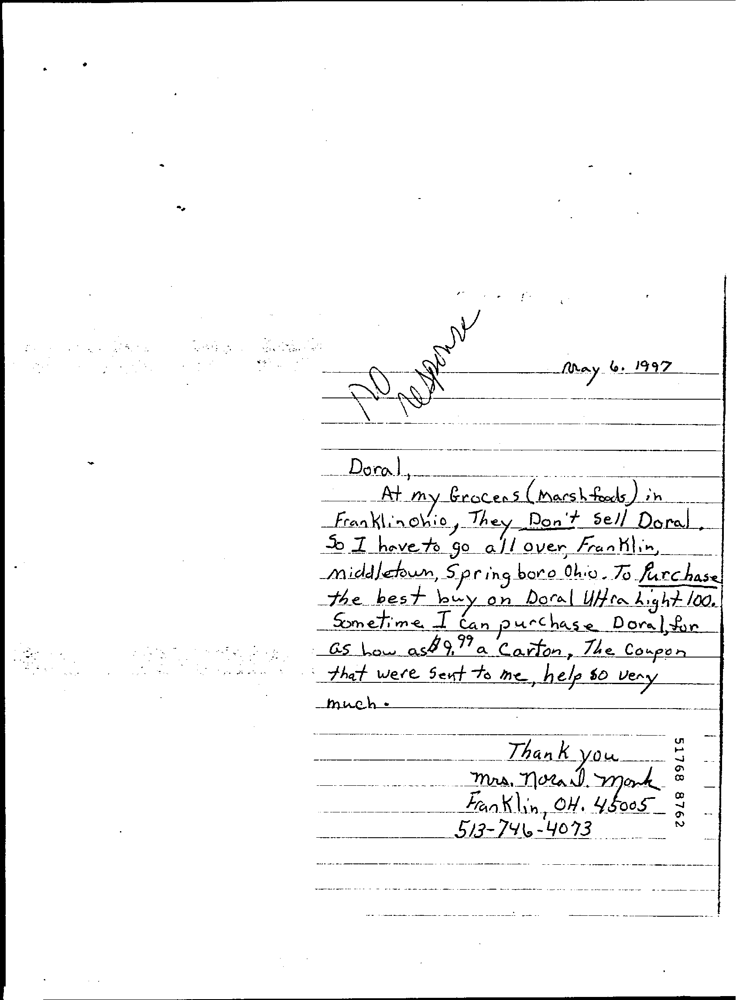 No
response
May 6. 1997
Doral,
At my Grocers (Marsh foods) in
Franklin Ohio, They Don't Sell Doral.
So I have to go all over, Franklin,
Middletown, Springboro Ohio. To Purchase
the best buy on Doral Ultra Light 100.
Sometime I can purchase Doral, for
as Low as $9.99 a Carton, The Coupon
that were sent to me, help so very
much.
Thank you
Mrs. Nora D. Monk
Franklin, OH. 45005
513-746-4073
51768 8762